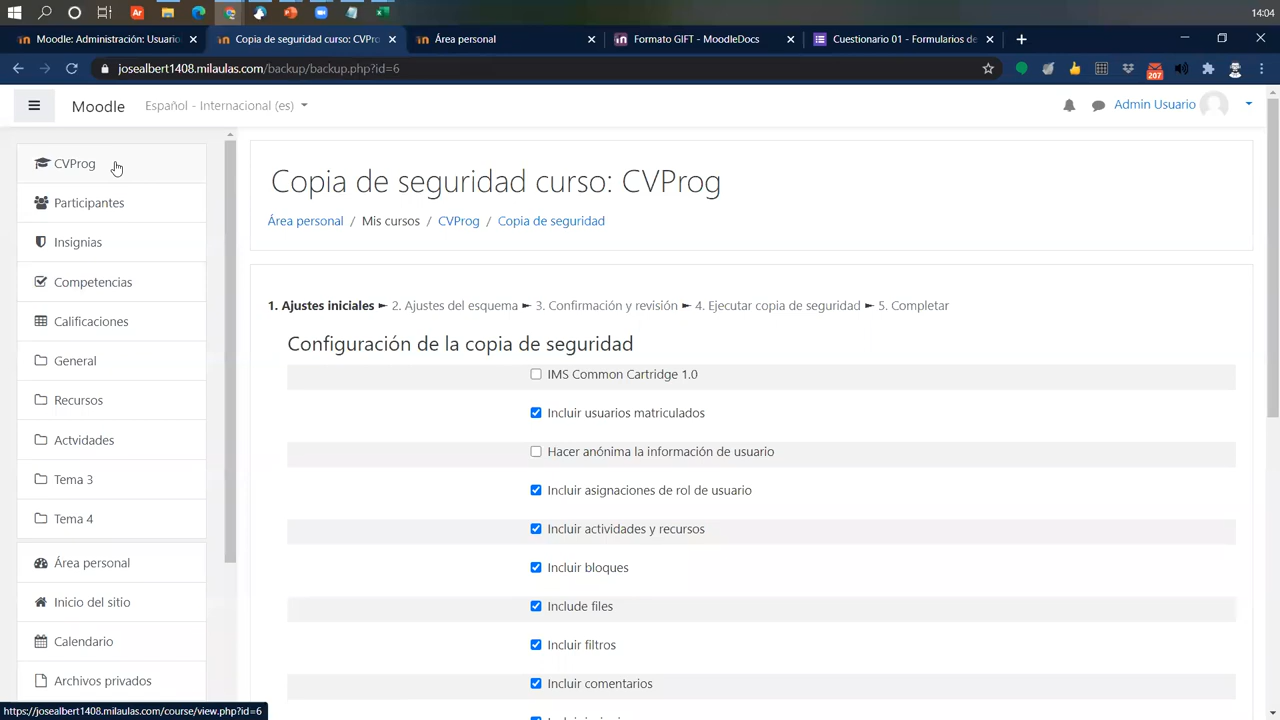 14:04
Moodle: Administración: Usuario
Copia de seguridad curso: CVPro
Área personal
Formato GIFT - MoodleDocs
Cuestionario 01 - Formularios de
josealbert1408.milaulas.com/backup/backup.php?id=6
207
Moodle
Español - Internacional (es)
Admin Usuario
CVProg
Participantes
Insignias
Competencias
Calificaciones
General
Recursos
Actvidades
Tema 3
Tema 4
Área personal
Inicio del sitio
Calendario
Archivos privados
Copia de seguridad curso: CVProg
Área personal / Mis cursos / CVProg / Copia de seguridad
1. Ajustes iniciales ► 2. Ajustes del esquema ► 3. Confirmación y revisión ► 4. Ejecutar copia de seguridad ► 5. Completar
Configuración de la copia de seguridad
IMS Common Cartridge 1.0
Incluir usuarios matriculados
Hacer anónima la información de usuario
Incluir asignaciones de rol de usuario
Incluir actividades y recursos
Incluir bloques
Include files
Incluir filtros
Incluir comentarios
https://josealbert1408.milaulas.com/course/view.php?id=6